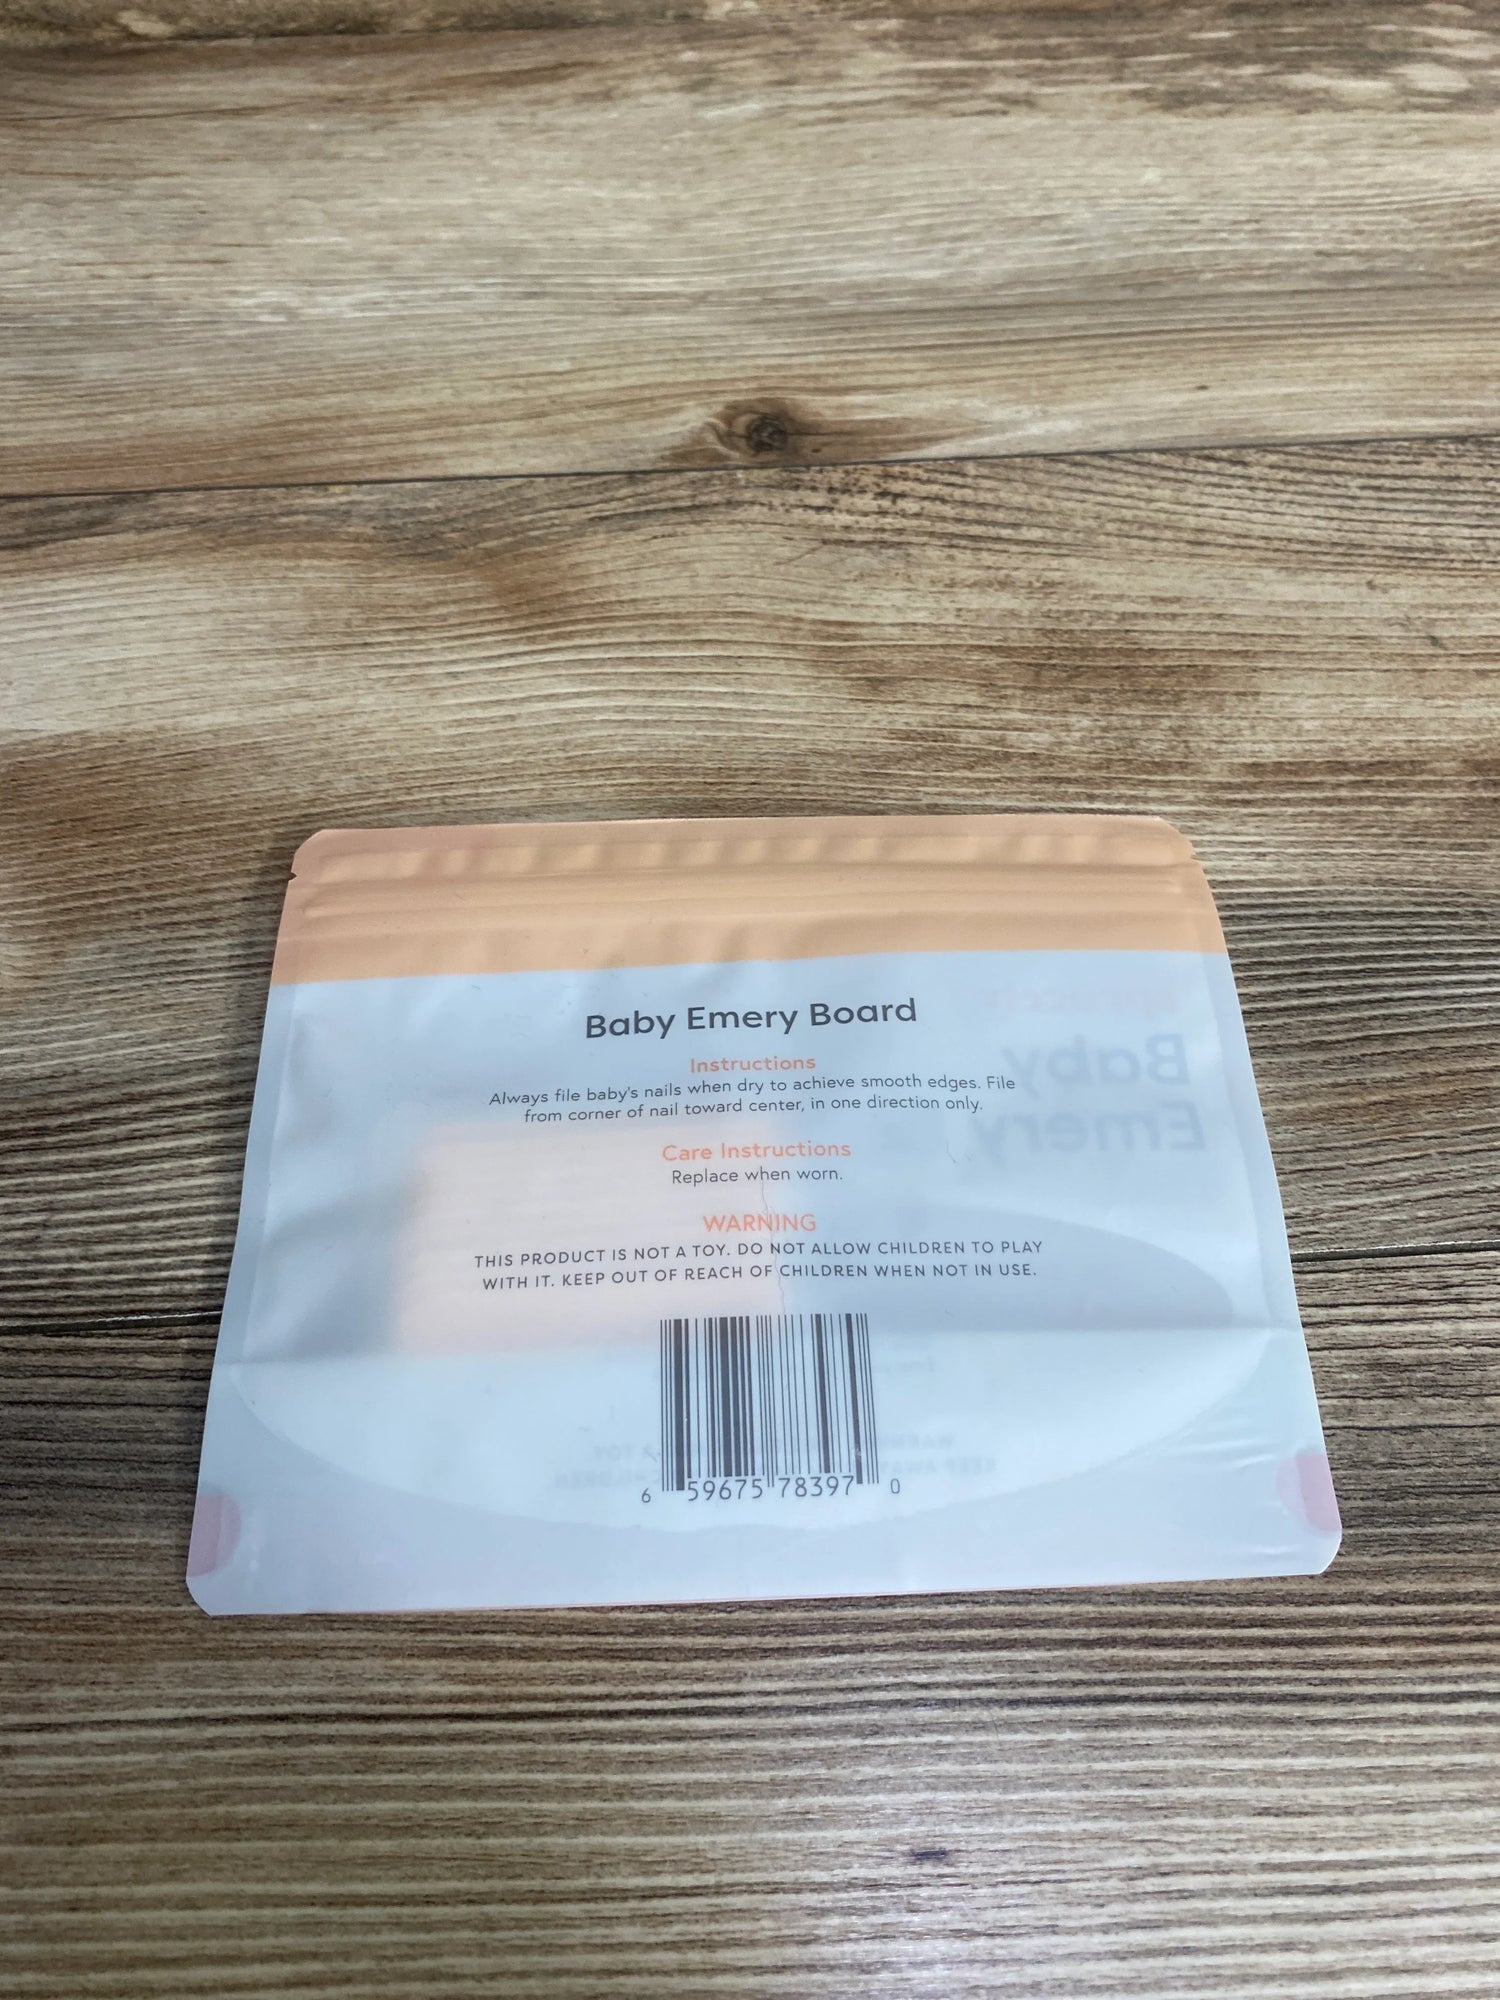 Baby Emery Board
Instructions
Always file baby's nails when dry to achieve smooth edges. File
from corner of nail toward center, in one direction only.
Care Instructions
Replace when worn.
WARNING
THIS PRODUCT IS NOT A TOY. DO NOT ALLOW CHILDREN TO PLAY
WITH IT. KEEP OUT OF REACH OF CHILDREN WHEN NOT IN USE.
6 59675 78397 0
Baby
Emery